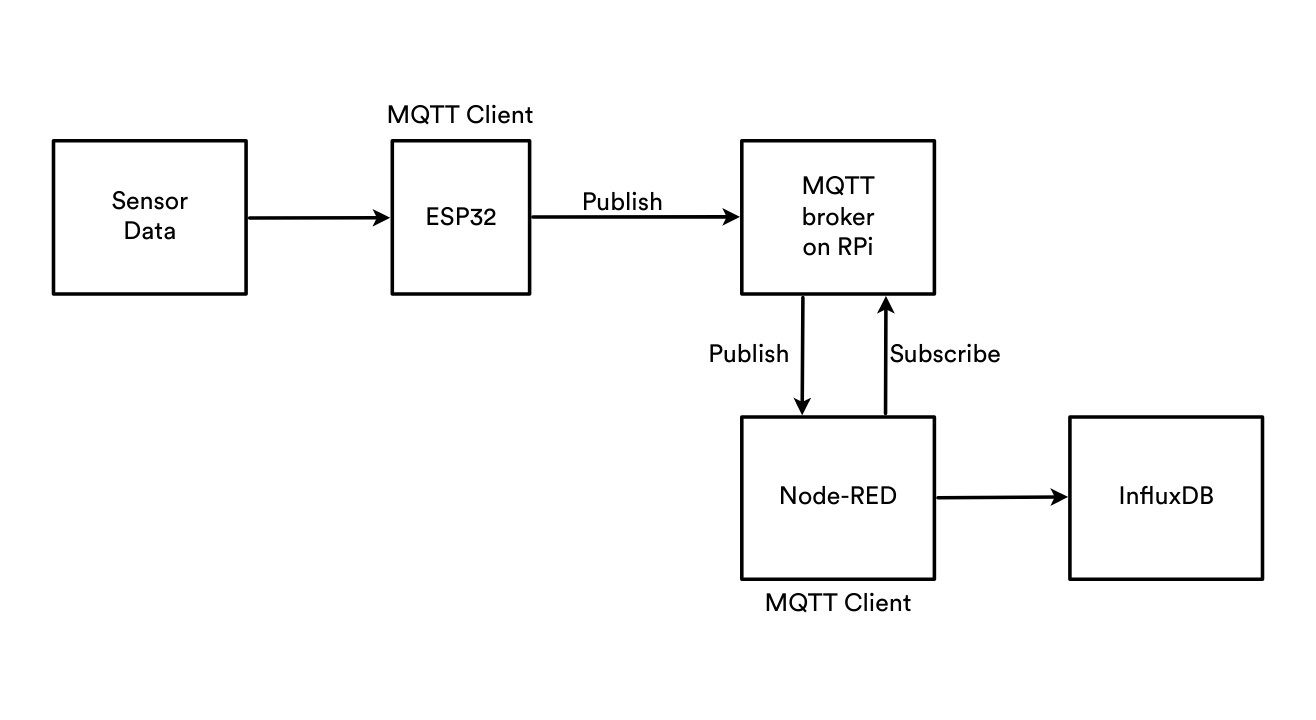 MQTT Client
Sensor
Data
ESP32
Publish
MQTT
broker
on RPi
Publish
Subscribe
Node-RED
InfluxDB
MQTT Client